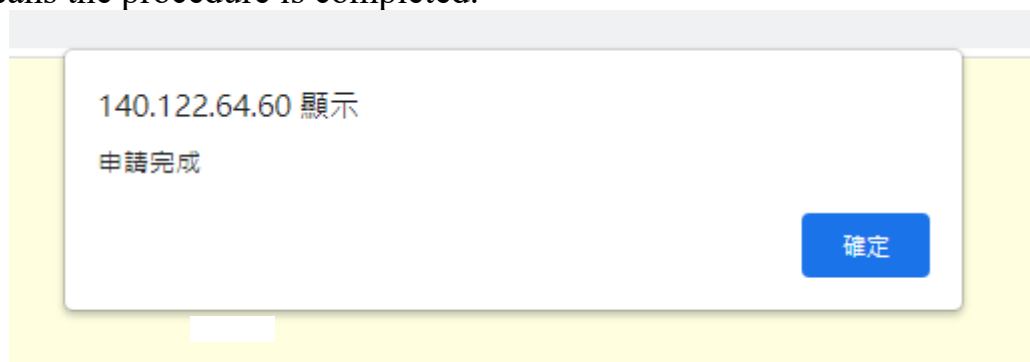 the procedure is completed.
140.122.64.60 顯示
申請完成
確定